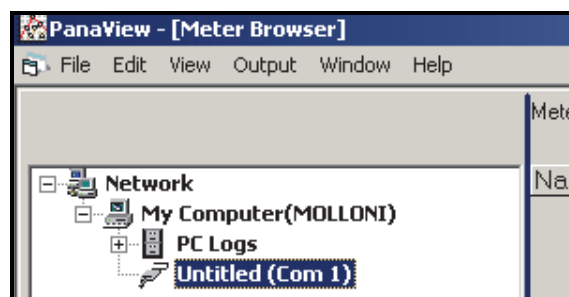 PanaView - [Meter Browser]
File Edit View Output Window Help
Network
My Computer(MOLLONI)
PC Logs
Untitled (Com 1)